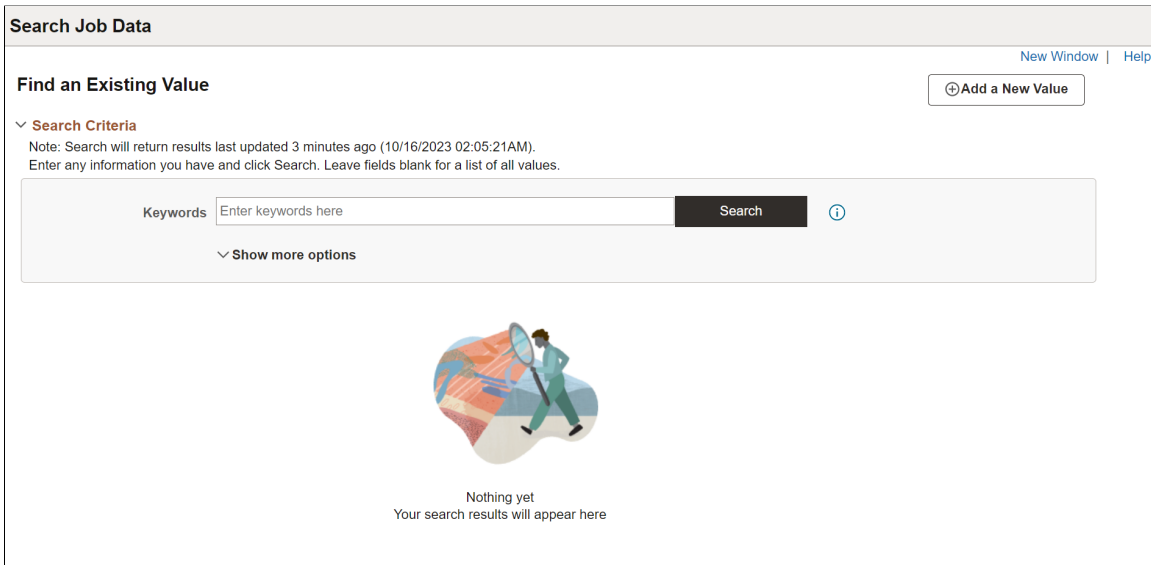 Search Job Data
New Window | Help
Find an Existing Value
Add a New Value
Search Criteria
Note: Search will return results last updated 3 minutes ago (10/16/2023 02:05:21AM).
Enter any information you have and click Search. Leave fields blank for a list of all values.
Keywords Enter keywords here Search
Show more options
Nothing yet
Your search results will appear here